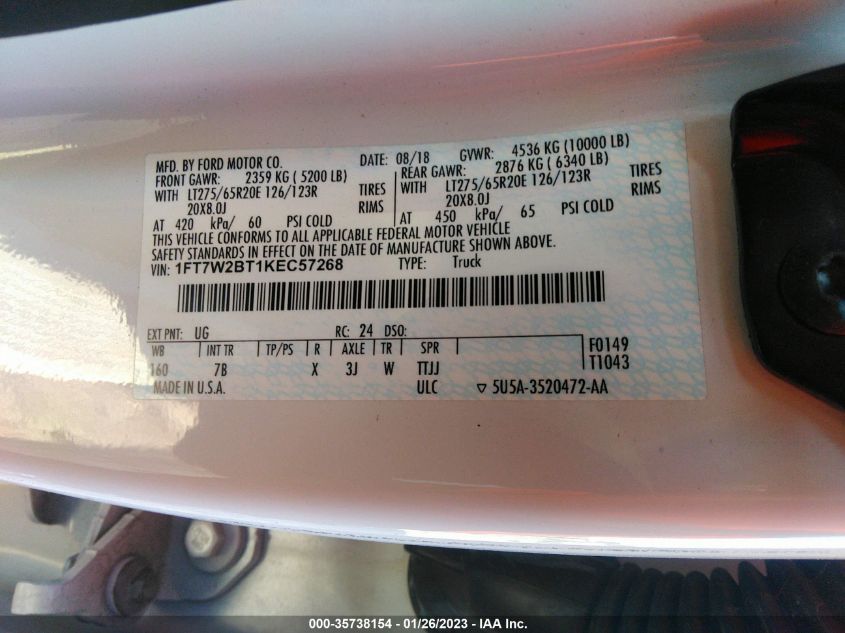 MFD. BY FORD MOTOR CO. DATE: 08/18 GVWR: 4536 KG (10000 LB)
FRONT GAWR: 2359 KG ( 5200 LB) REAR GAWR: 2876 KG ( 6340 LB)
WITH LT275/65R20E 126/123R TIRES WITH LT275/65R20E 126/123R TIRES
20X8.0J RIMS 20X8.0J RIMS
AT 420 kPa/ 60 PSI COLD AT 450 kPa/ 65 PSI COLD
THIS VEHICLE CONFORMS TO ALL APPLICABLE FEDERAL MOTOR VEHICLE
SAFETY STANDARDS IN EFFECT ON THE DATE OF MANUFACTURE SHOWN ABOVE.
VIN: 1FT7W2BT1KEC57268 TYPE: Truck
EXT PNT: UG RC: 24 DSO: F0149
WB INT TR TP/PS R AXLE TR SPR T1043
160 7B X 3J W TTJJ
MADE IN U.S.A. ULC ▽ 5U5A-3520472-AA
000-35738154 - 01/26/2023 - IAA Inc.